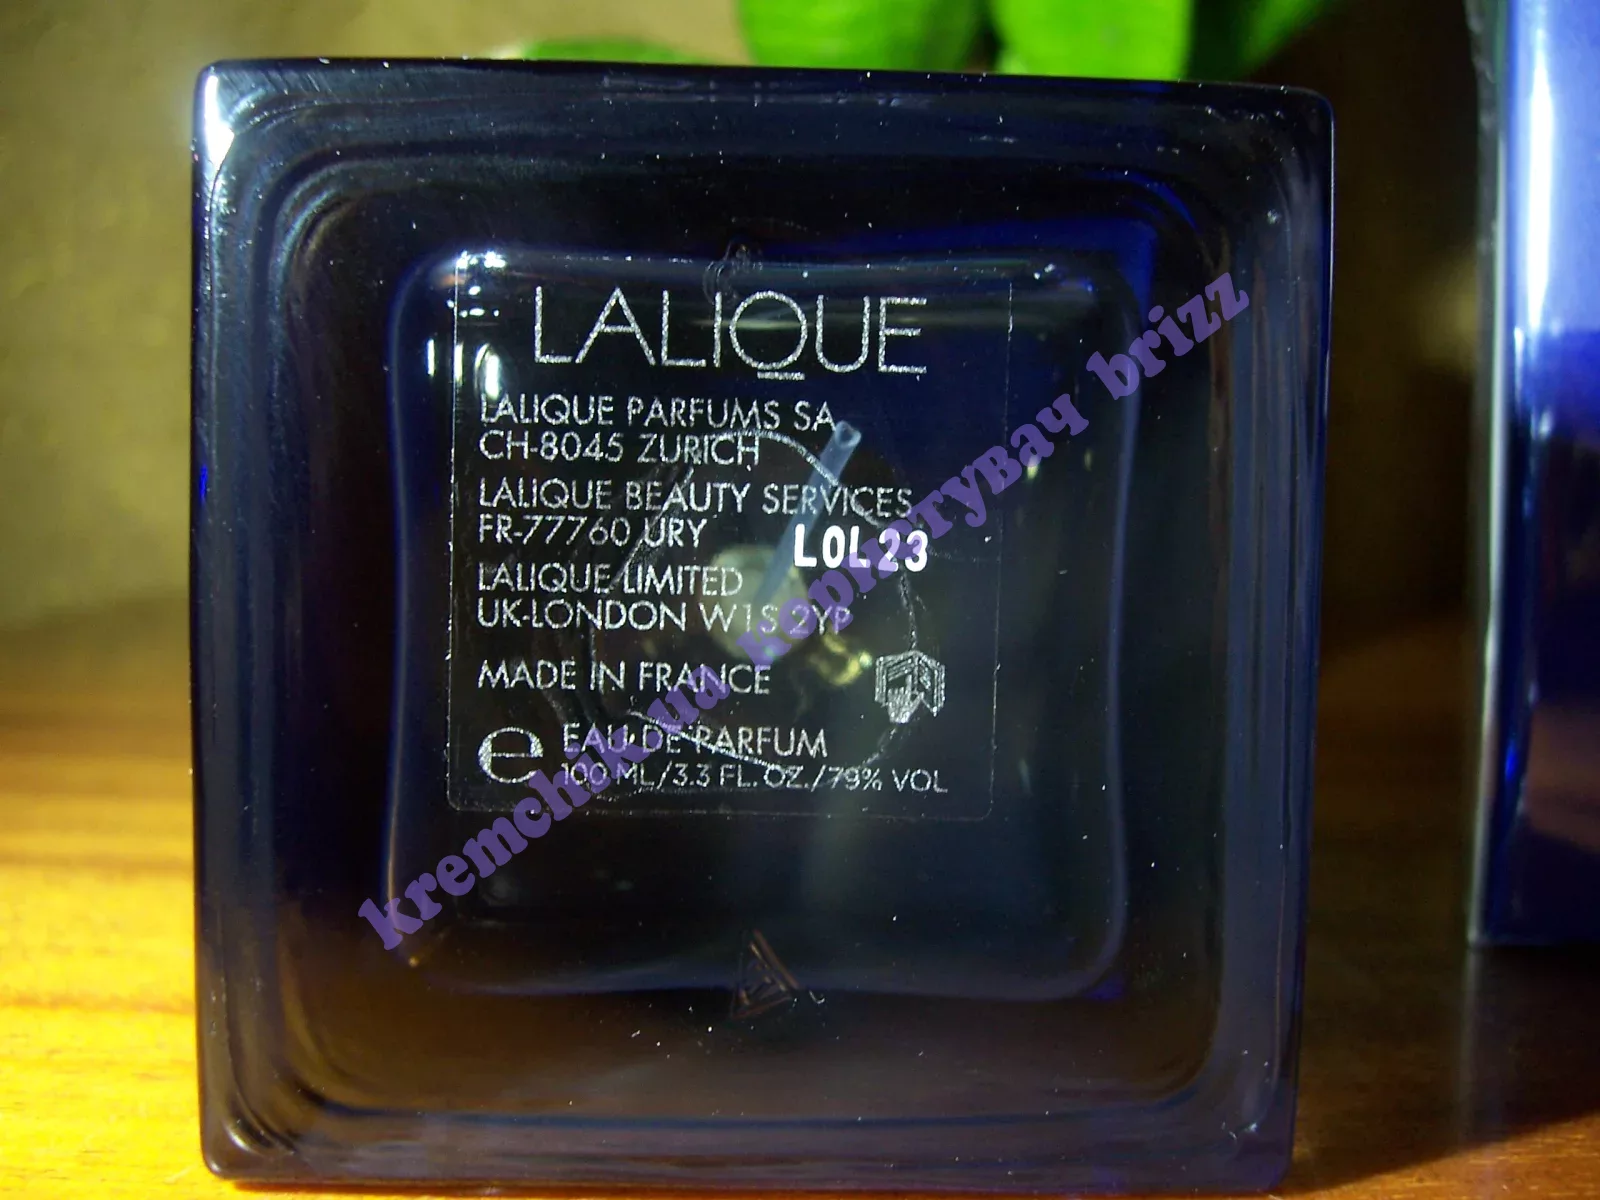 LALIQUE
LALIQUE PARFUMS SA
CH-8045 ZURICH
LALIQUE BEAUTY SERVICES
FR-77760 URY
L0L23
LALIQUE LIMITED
UK-LONDON W1S 2YP
MADE IN FRANCE
e EAU DE PARFUM
100 ML/3.3 FL. OZ./79% VOL
kremchik.ua копирryВач brizz